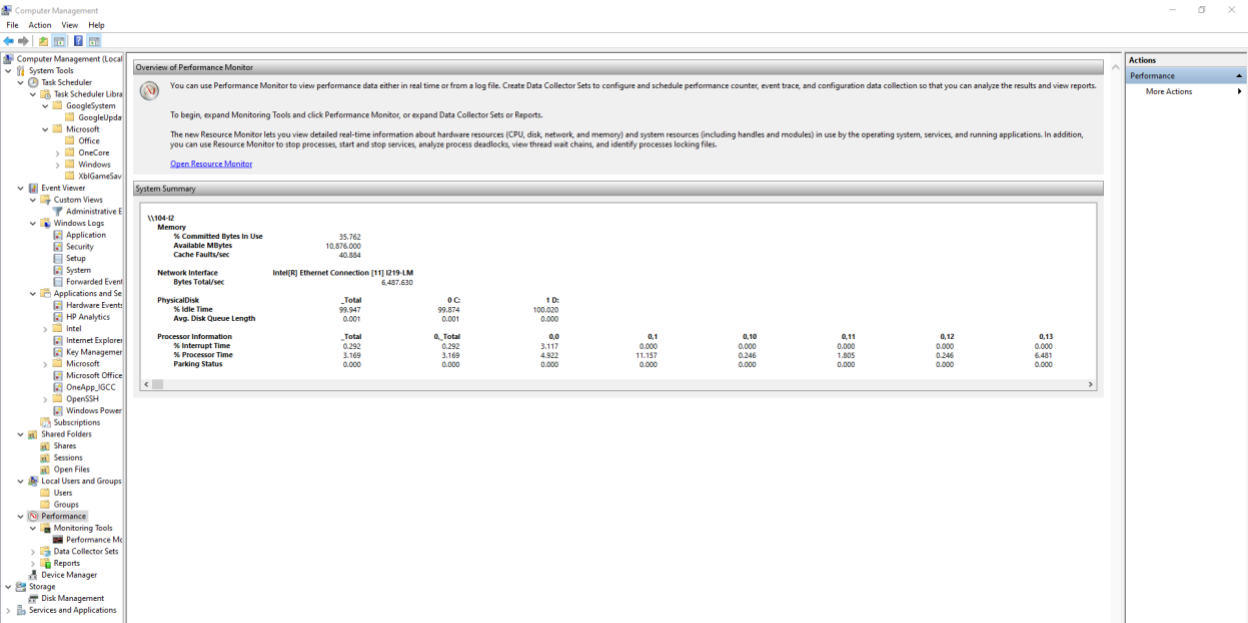 Computer Management
File Action View Help
Computer Management (Local
System Tools
Task Scheduler
Task Scheduler Libra
GoogleSystem
GoogleUpda
Microsoft
Office
OneCore
Windows
XblGameSav
Event Viewer
Custom Views
Administrative E
Windows Logs
Application
Security
Setup
System
Forwarded Event
Applications and Se
Hardware Events
HP Analytics
Intel
Internet Explorer
Key Managemer
Microsoft
Microsoft Office
OneApp_IGCC
OpenSSH
Windows Power
Subscriptions
Shared Folders
Shares
Sessions
Open Files
Local Users and Groups
Users
Groups
Performance
Monitoring Tools
Performance Mo
Data Collector Sets
Reports
Device Manager
Storage
Disk Management
Services and Applications
Overview of Performance Monitor
You can use Performance Monitor to view performance data either in real time or from a log file. Create Data Collector Sets to configure and schedule performance counter, event trace, and configuration data collection so that you can analyze the results and view reports.
To begin, expand Monitoring Tools and click Performance Monitor, or expand Data Collector Sets or Reports.
The new Resource Monitor lets you view detailed real-time information about hardware resources (CPU, disk, network, and memory) and system resources (including handles and modules) in use by the operating system, services, and running applications. In addition,
you can use Resource Monitor to stop processes, start and stop services, analyze process deadlocks, view thread wait chains, and identify processes locking files.
Open Resource Monitor
System Summary
\\104-I2
Memory
% Committed Bytes In Use 35.762
Available MBytes 10,876.000
Cache Faults/sec 40.884
Network Interface Intel[R] Ethernet Connection [11] I219-LM
Bytes Total/sec 6,487.630
PhysicalDisk _Total 0 C: 1 D:
% Idle Time 99.947 99.874 100.020
Avg. Disk Queue Length 0.001 0.001 0.000
Processor Information _Total 0,_Total 0,0 0,1 0,10 0,11 0,12 0,13
% Interrupt Time 0.292 0.292 3.117 0.000 0.000 0.000 0.000 0.000
% Processor Time 3.169 3.169 4.922 11.157 0.246 1.805 0.246 6.481
Parking Status 0.000 0.000 0.000 0.000 0.000 0.000 0.000 0.000
Actions
Performance
More Actions